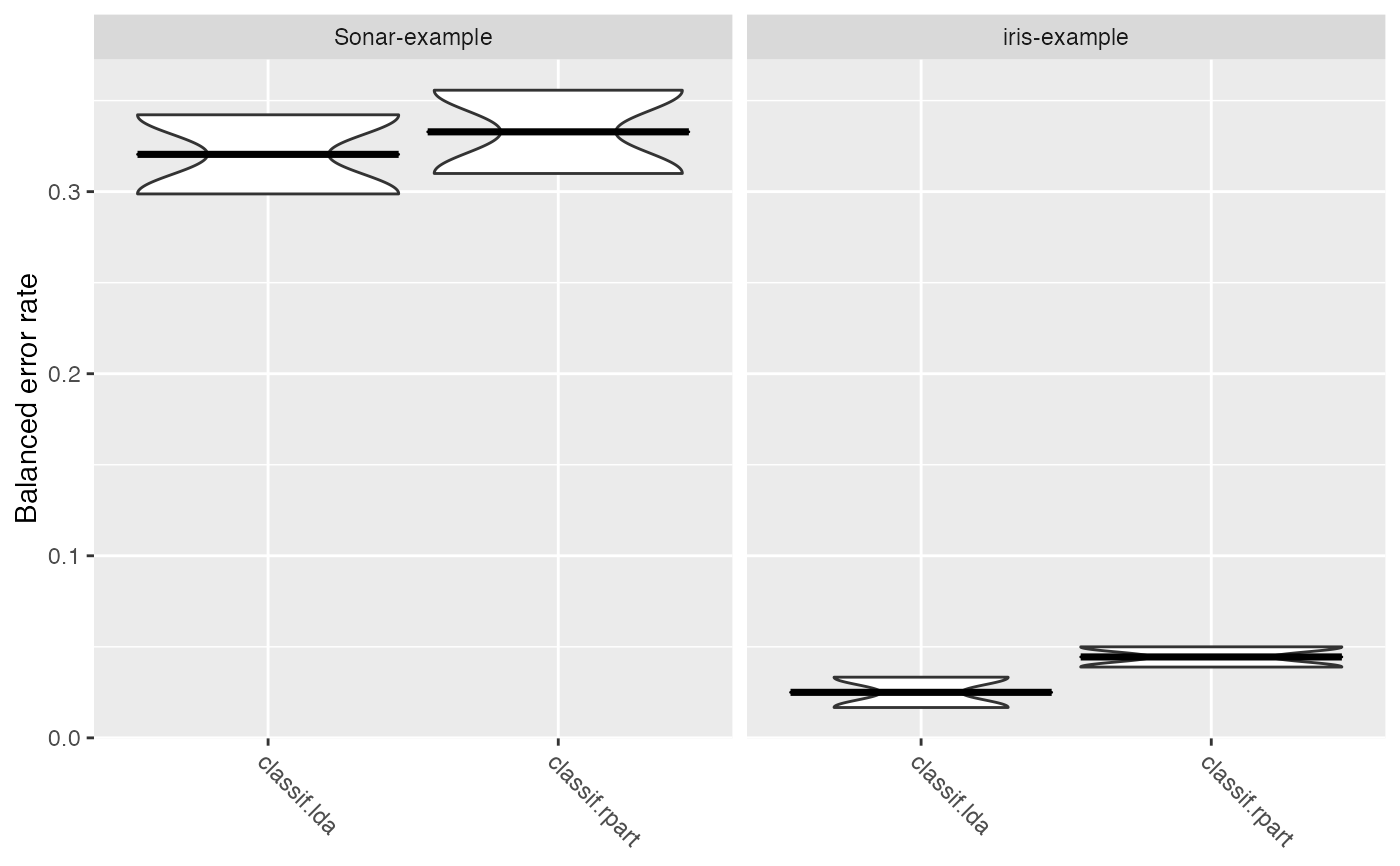 Sonar-example
iris-example
Balanced error rate
0.3
0.2
0.1
0.0
classif.lda
classif.rpart
classif.lda
classif.rpart